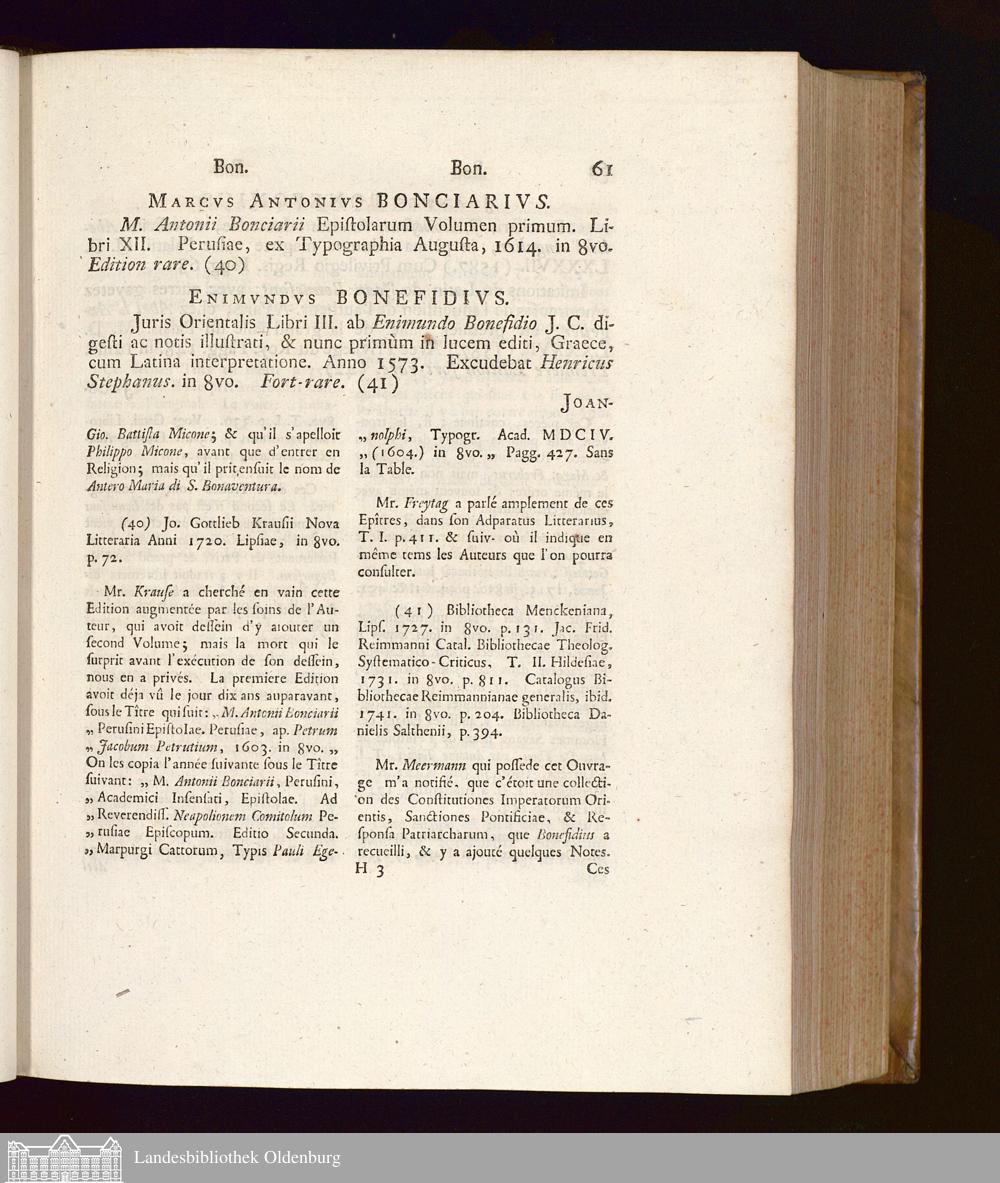 Bon. Bon. 61
MARCVS ANTONIVS BONCIARIVS.
M. Antonii Bonciarii Epiſtolarum Volumen primum. Li-
bri XII. Peruſiae, ex Typographia Auguſta, 1614. in 8vo.
Edition rare. (40)
ENIMVNDVS BONEFIDIVS.
Juris Orientalis Libri III. ab Enimundo Bonefidio J. C. di-
geſti ac notis illuſtrati, & nunc primùm in lucem editi, Graece,
cum Latina interpretatione. Anno 1573. Excudebat Henricus
Stephanus. in 8vo. Fort-rare. (41)
JOAN-
Gio. Battiſta Micone; & qu'il s'apelloit
Philippo Micone, avant que d'entrer en
Religion; mais qu'il prit enſuit le nom de
Antero Maria di S. Bonaventura.
(40) Jo. Gottlieb Krauſii Nova
Litteraria Anni 1720. Lipſiae, in 8vo.
p. 72.
Mr. Krauſe a cherché en vain cette
Edition augmentée par les ſoins de l'Au-
teur, qui avoit deſſein d'y ajouter un
ſecond Volume; mais la mort qui le
ſurprit avant l'exécution de ſon deſſein,
nous en a privés. La premiere Edition
avoit déja vû le jour dix ans auparavant,
ſous le Tître qui ſuit: „ M. Antonii Bonciarii
„ Peruſini Epiſtolae. Peruſiae, ap. Petrum
„ Jacobum Petrutium, 1603. in 8vo. „
On les copia l'année ſuivante ſous le Tître
ſuivant: „ M. Antonii Bonciarii, Peruſini,
„ Academici Inſenſati, Epiſtolae. Ad
„ Reverendiſſ. Neapolionem Comitolum Pe-
„ ruſiae Epiſcopum. Editio Secunda.
„ Marpurgi Cattorum, Typis Pauli Ege-
„ nolphi, Typogr. Acad. MDCIV.
„ (1604.) in 8vo. „ Pagg. 427. Sans
la Table.
Mr. Freytag a parlé amplement de ces
Epîtres, dans ſon Adparatus Litterarius,
T. I. p. 411. & ſuiv. où il indique en
même tems les Auteurs que l'on pourra
conſulter.
(41) Bibliotheca Menckeniana,
Lipſ. 1727. in 8vo. p. 131. Jac. Frid.
Reimmanni Catal. Bibliothecae Theolog.
Syſtematico-Criticus, T. II. Hildeſiae,
1731. in 8vo. p. 811. Catalogus Bi-
bliothecae Reimmannianae generalis, ibid.
1741. in 8vo. p. 204. Bibliotheca Da-
nielis Salthenii, p. 394.
Mr. Meermann qui poſſede cet Ouvra-
ge m'a notifié, que c'étoit une collecti-
on des Conſtitutiones Imperatorum Ori-
entis, Sanctiones Pontificiae, & Re-
ſponſa Patriarcharum, que Bonefidius a
recueilli, & y a ajouté quelques Notes.
H 3 Ces
Landesbibliothek Oldenburg